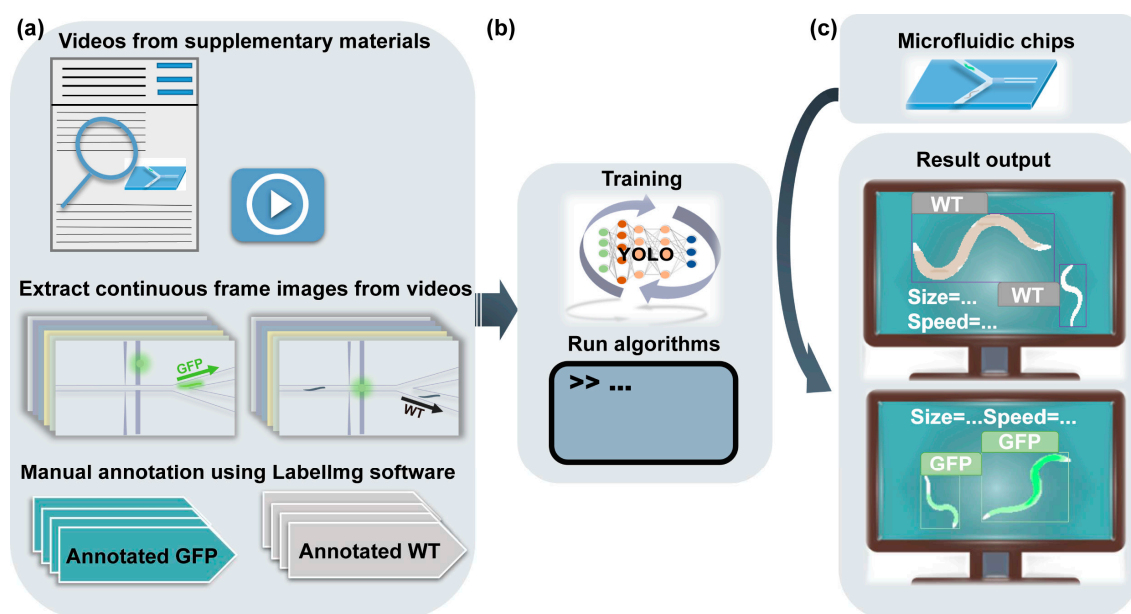 (a)
Videos from supplementary materials
Extract continuous frame images from videos
GFP
WT
Manual annotation using LabelImg software
Annotated GFP
Annotated WT
(b)
Training
YOLO
Run algorithms
>> ...
(c)
Microfluidic chips
Result output
WT
WT
Size=...
Speed=...
Size=...Speed=...
GFP
GFP